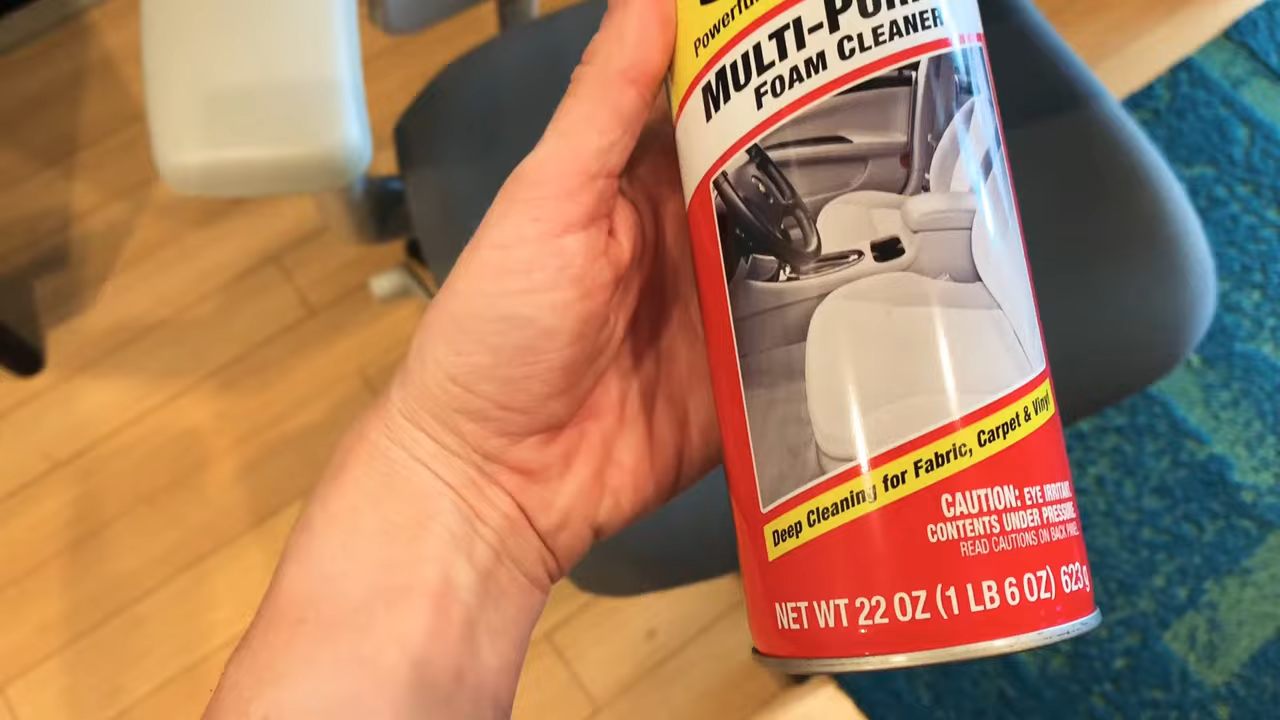 Powerful
MULTI-PUR
FOAM CLEANER
Deep Cleaning for Fabric, Carpet & Vinyl
CAUTION: EYE IRRITANT
CONTENTS UNDER PRESSURE
READ CAUTIONS ON BACK PANEL
NET WT 22 OZ (1 LB 6 OZ) 623g